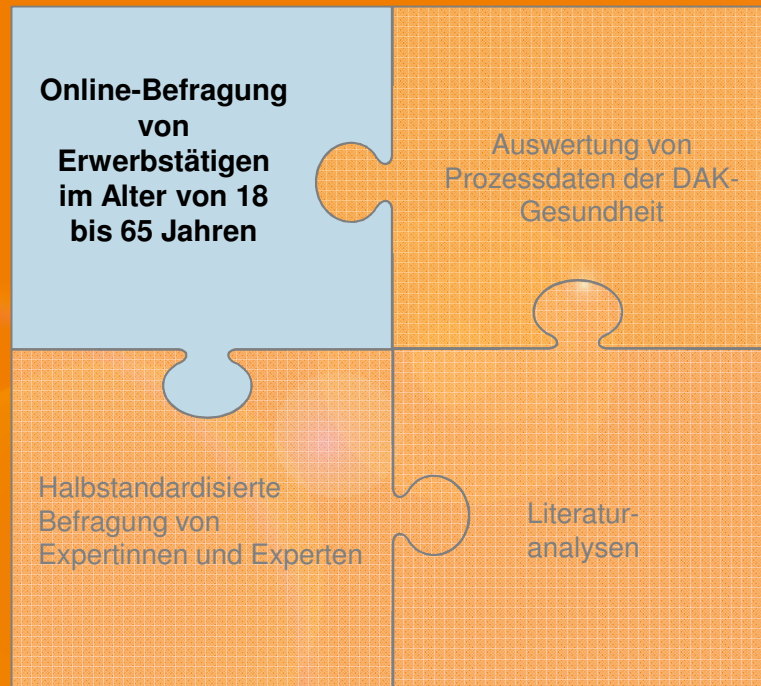 Online-Befragung
von
Erwerbstätigen
im Alter von 18
bis 65 Jahren
Auswertung von
Prozessdaten der DAK-
Gesundheit
Halbstandardisierte
Befragung von
Expertinnen und Experten
Literatur-
analysen